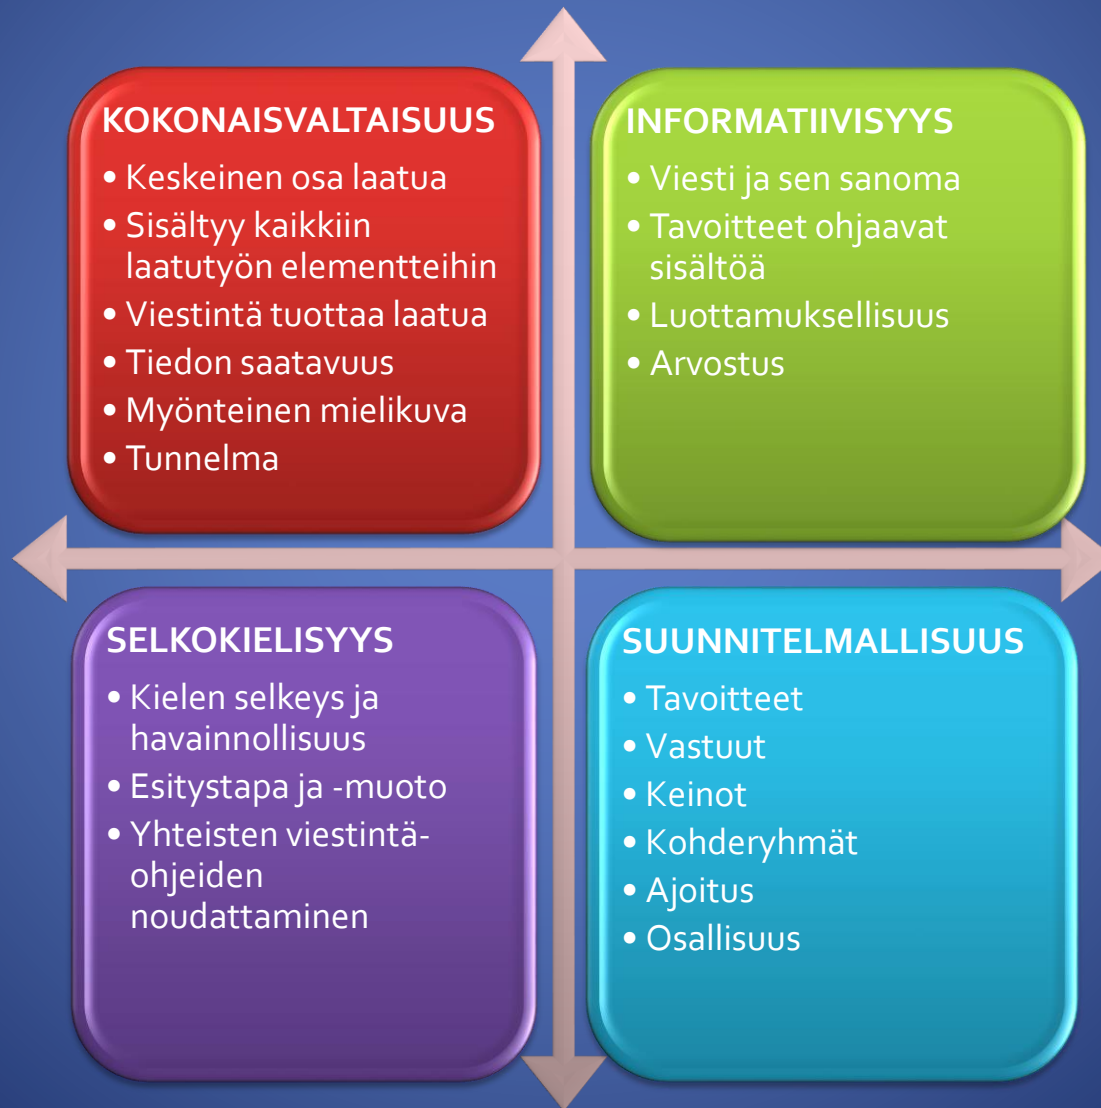 KOKONAISVALTAISUUS
• Keskeinen osa laatua
• Sisältyy kaikkiin
laatutyön elementteihin
• Viestintä tuottaa laatua
• Tiedon saatavuus
• Myönteinen mielikuva
• Tunnelma
INFORMATIIVISYYS
• Viesti ja sen sanoma
• Tavoitteet ohjaavat
sisältöä
• Luottamuksellisuus
• Arvostus
SELKOKIELISYYS
• Kielen selkeys ja
havainnollisuus
• Esitystapa ja -muoto
• Yhteisten viestintä-
ohjeiden
noudattaminen
SUUNNITELMALLISUUS
• Tavoitteet
• Vastuut
• Keinot
• Kohderyhmät
• Ajoitus
• Osallisuus